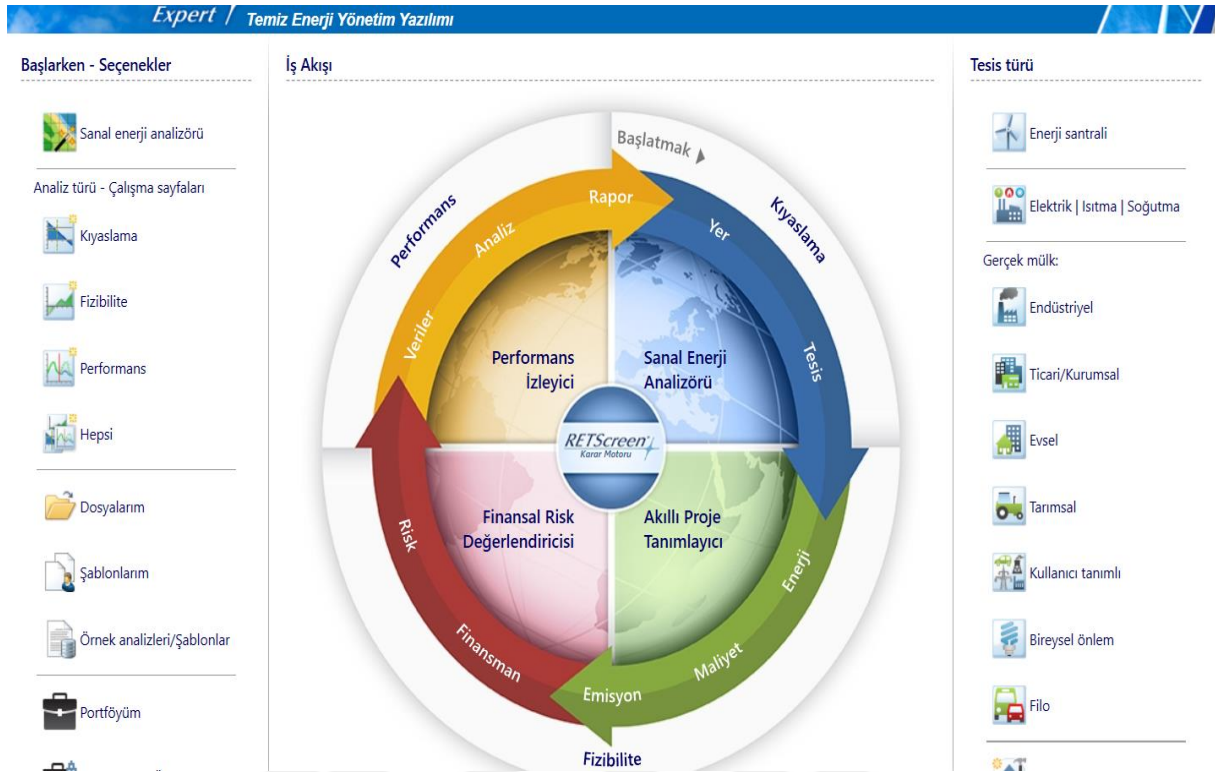 Expert / Temiz Enerji Yönetim Yazılımı
Başlarken - Seçenekler
Sanal enerji analizörü
Analiz türü - Çalışma sayfaları
Kıyaslama
Fizibilite
Performans
Hepsi
Dosyalarım
Şablonlarım
Örnek analizleri/Şablonlar
Portföyüm
İş Akışı
Başlatmak
Performans
Kıyaslama
Rapor
Analiz
Veriler
Yer
Tesis
Performans
İzleyici
Sanal Enerji
Analizörü
RETScreen
Karar Motoru
Finansal Risk
Değerlendiricisi
Akıllı Proje
Tanımlayıcı
Risk
Finansman
Enerji
Maliyet
Emisyon
Fizibilite
Tesis türü
Enerji santrali
Elektrik | Isıtma | Soğutma
Gerçek mülk:
Endüstriyel
Ticari/Kurumsal
Evsel
Tarımsal
Kullanıcı tanımlı
Bireysel önlem
Filo